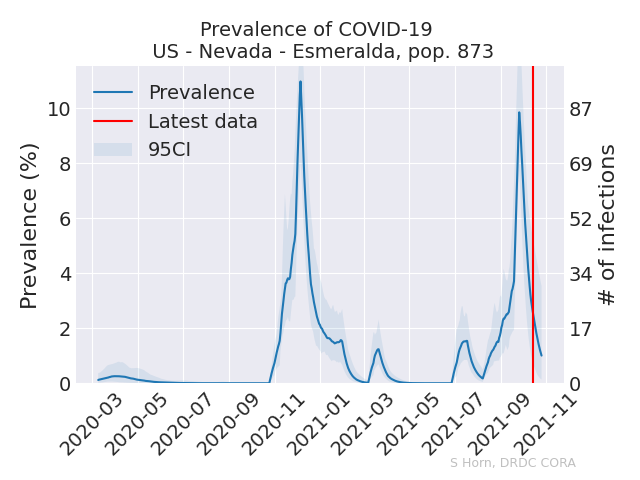 Prevalence of COVID-19
US - Nevada - Esmeralda, pop. 873
Prevalence
Latest data
95CI
Prevalence (%)
10
8
6
4
2
0
87
69
52
34
17
0
# of infections
2020-03
2020-05
2020-07
2020-09
2020-11
2021-01
2021-03
2021-05
2021-07
2021-09
2021-11
S Horn, DRDC CORA